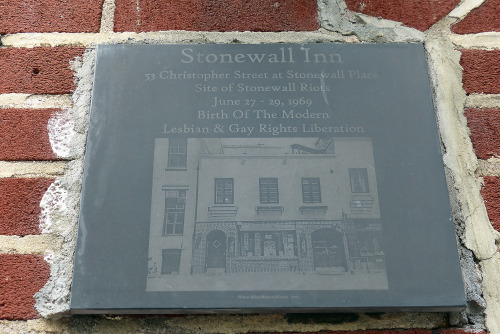 Stonewall Inn
53 Christopher Street at Stonewall Place
Site of Stonewall Riots
June 27 - 29, 1969
Birth Of The Modern
Lesbian & Gay Rights Liberation